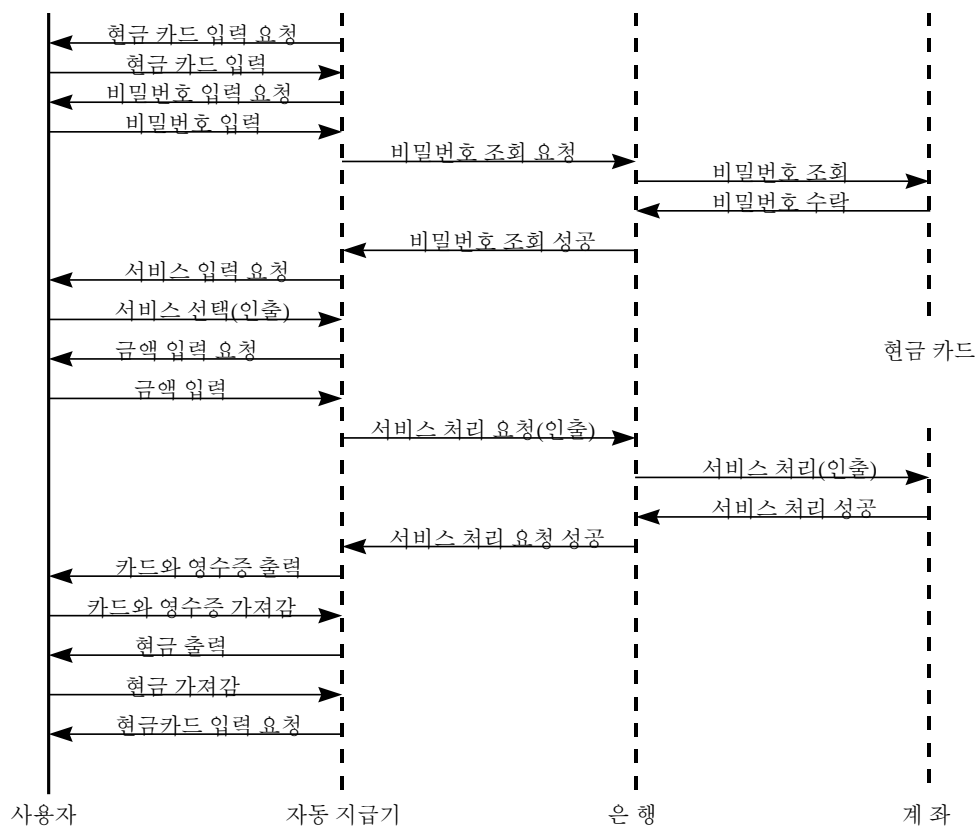 현금 카드 입력 요청
현금 카드 입력
비밀번호 입력 요청
비밀번호 입력
비밀번호 조회 요청
비밀번호 조회
비밀번호 수락
비밀번호 조회 성공
서비스 입력 요청
서비스 선택(인출)
금액 입력 요청
현금 카드
금액 입력
서비스 처리 요청(인출)
서비스 처리(인출)
서비스 처리 성공
서비스 처리 요청 성공
카드와 영수증 출력
카드와 영수증 가져감
현금 출력
현금 가져감
현금카드 입력 요청
사용자 자동 지급기 은 행 계 좌